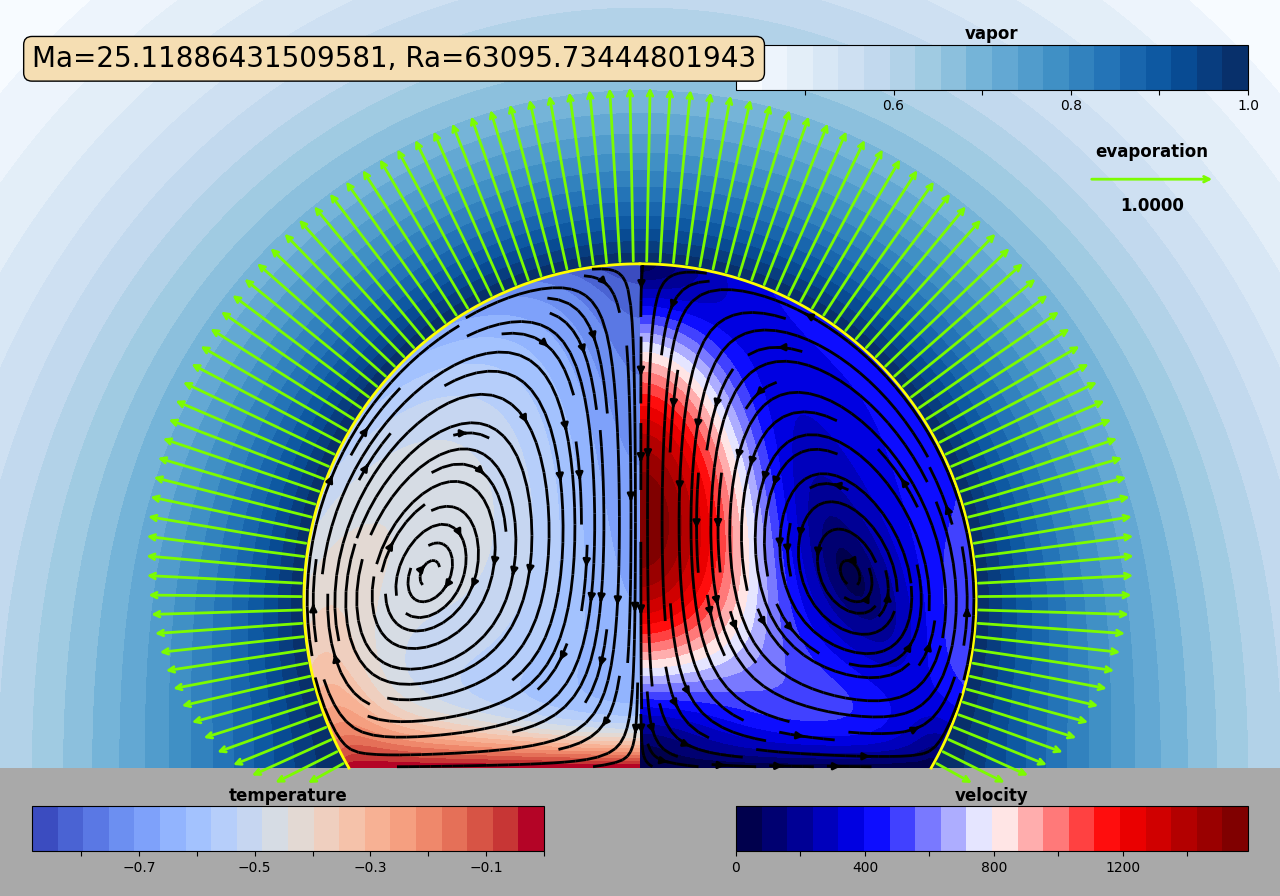 Ma=25.11886431509581, Ra=63095.73444801943
vapor
0.6 0.8 1.0
evaporation
1.0000
temperature
−0.7 −0.5 −0.3 −0.1
velocity
0 400 800 1200